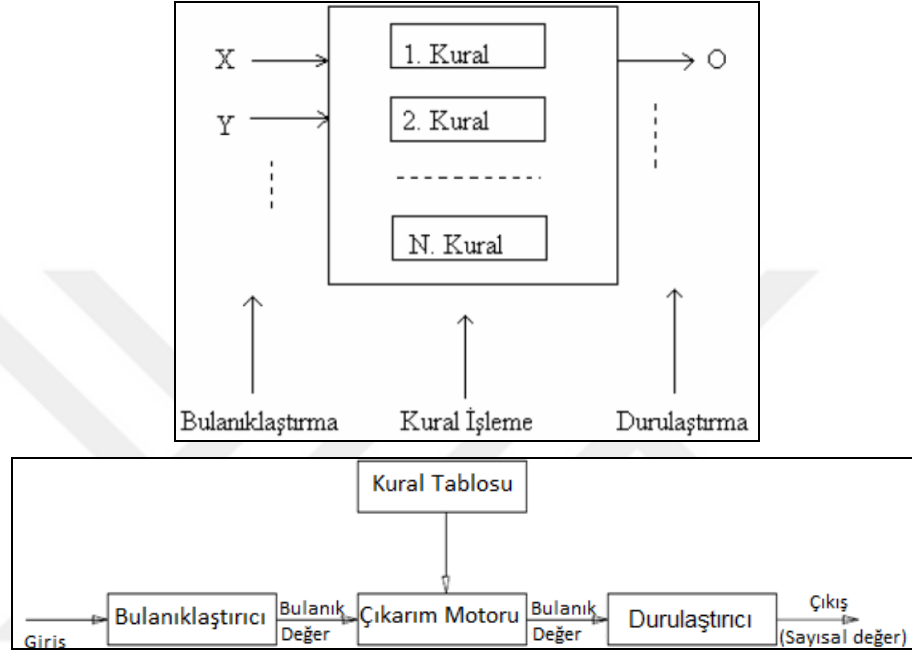 X
1. Kural
O
Y
2. Kural
N. Kural
Bulanıklaştırma
Kural İşleme
Durulaştırma
Kural Tablosu
Giris
Bulanıklaştırıcı
Bulanık
Değer
Çıkarım Motoru
Bulanık
Değer
Durulaştırıcı
Çıkış
(Sayısal değer)